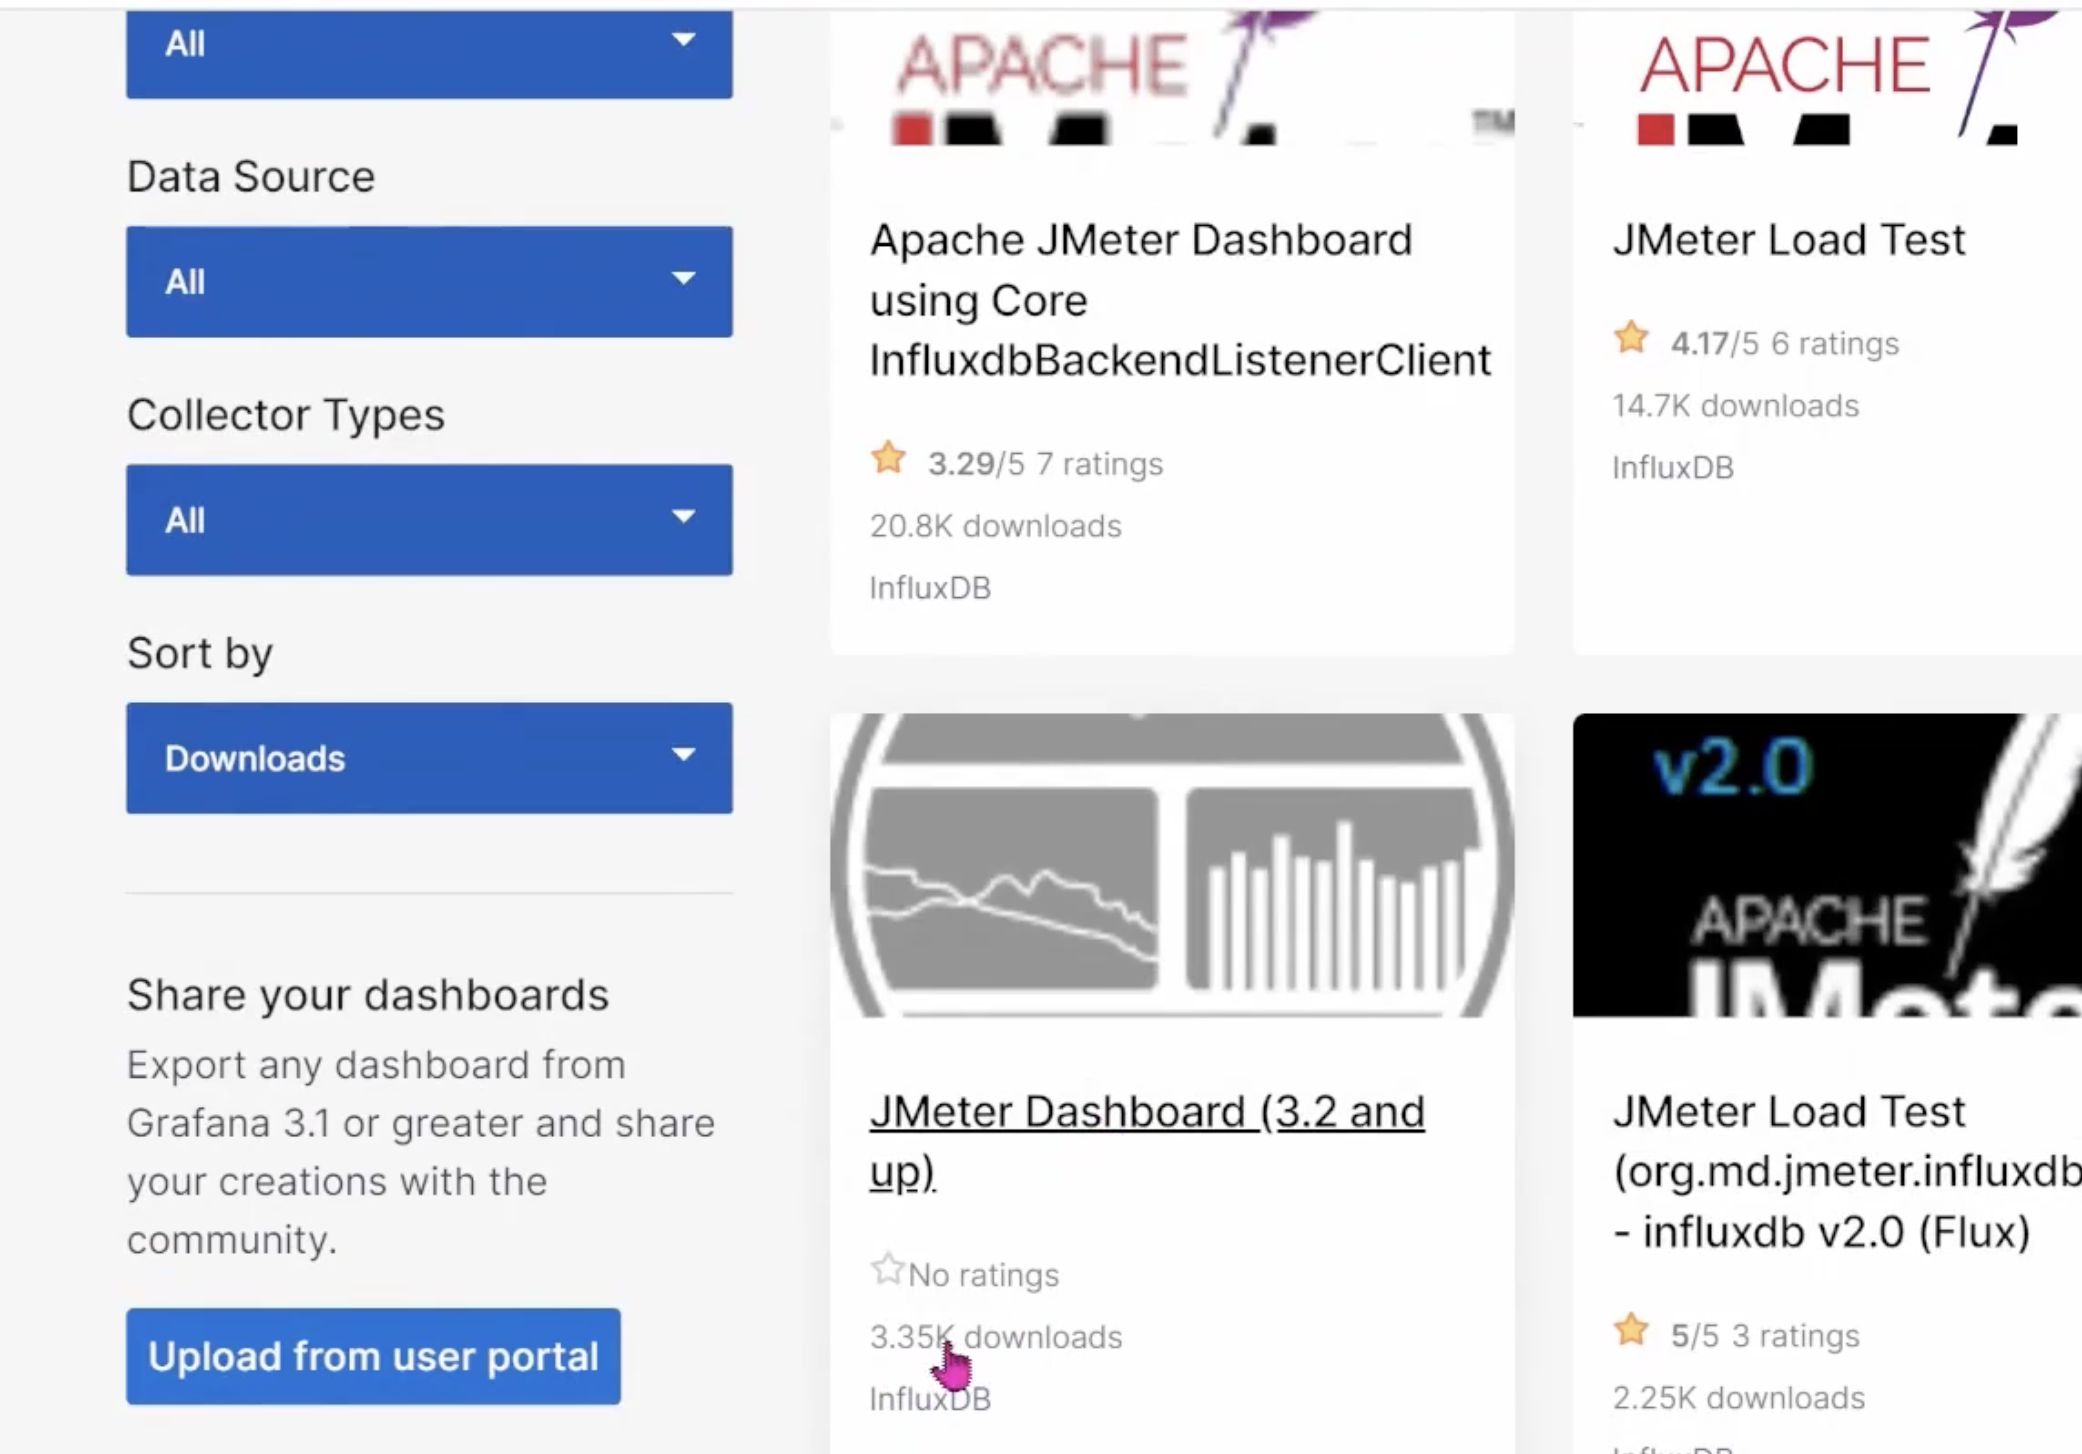 All
Data Source
All
Collector Types
All
Sort by
Downloads
Share your dashboards
Export any dashboard from
Grafana 3.1 or greater and share
your creations with the
community.
Upload from user portal
APACHE
TM
Apache JMeter Dashboard
using Core
InfluxdbBackendListenerClient
3.29/5 7 ratings
20.8K downloads
InfluxDB
APACHE
JMeter Load Test
4.17/5 6 ratings
14.7K downloads
InfluxDB
JMeter Dashboard (3.2 and
up)
No ratings
3.35K downloads
InfluxDB
v2.0
APACHE
JMeter Load Test
(org.md.jmeter.influxdb
- influxdb v2.0 (Flux)
5/5 3 ratings
2.25K downloads